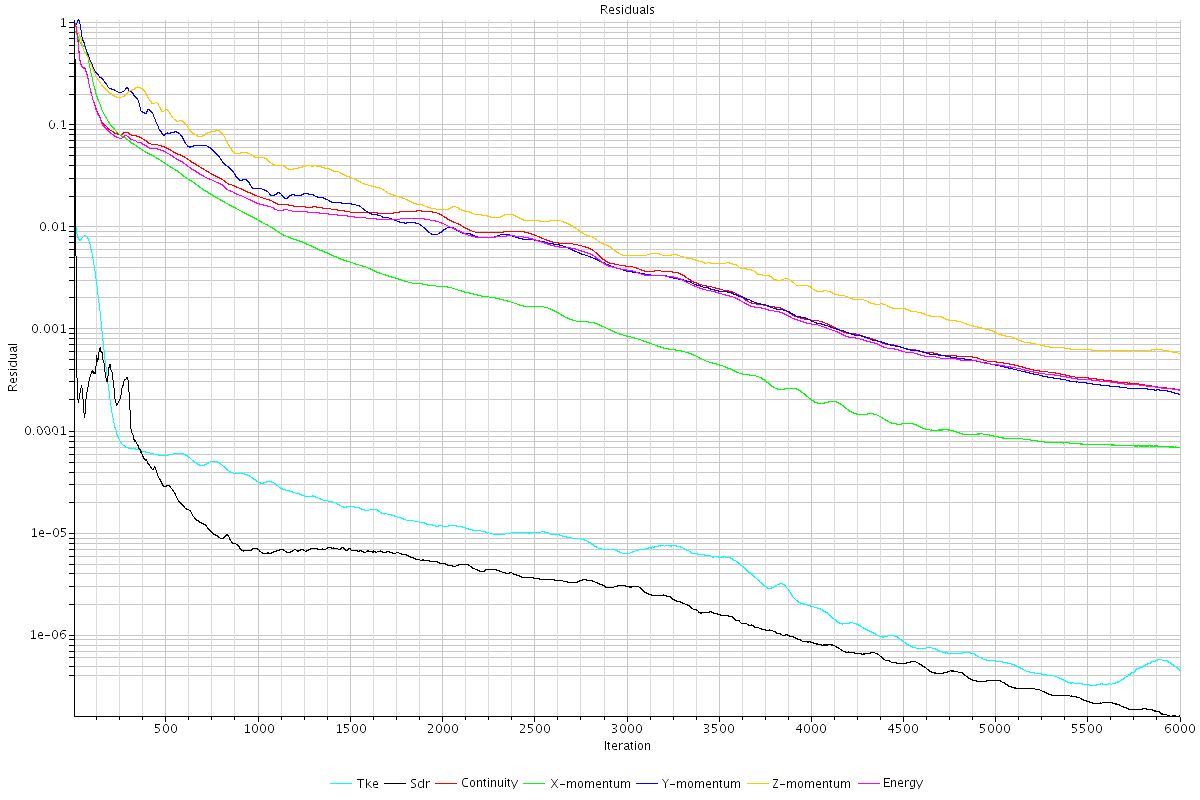 Residuals
1
0.1
0.01
0.001
0.0001
1e-05
1e-06
Residual
500 1000 1500 2000 2500 3000 3500 4000 4500 5000 5500 6000
Iteration
Tke Sdr Continuity X-momentum Y-momentum Z-momentum Energy